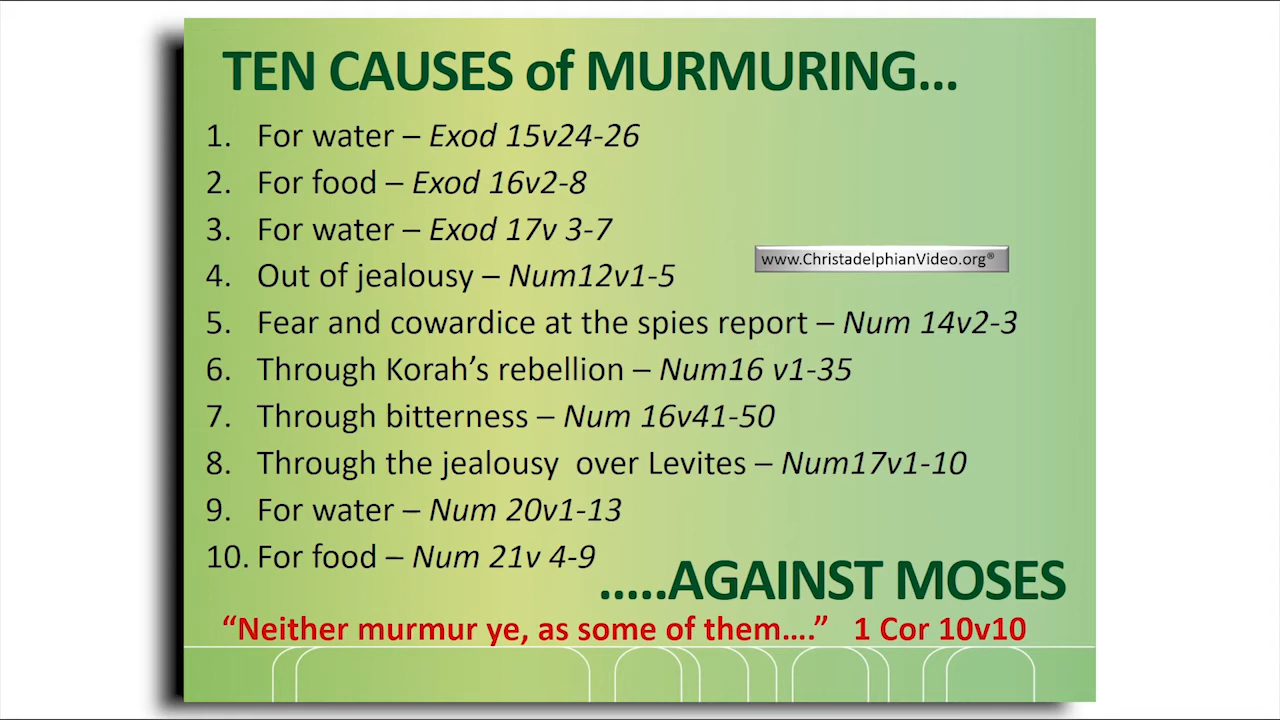 TEN CAUSES of MURMURING...
1. For water – Exod 15v24-26
2. For food – Exod 16v2-8
3. For water – Exod 17v 3-7
www.ChristadelphianVideo.org®
4. Out of jealousy – Num12v1-5
5. Fear and cowardice at the spies report – Num 14v2-3
6. Through Korah’s rebellion – Num16 v1-35
7. Through bitterness – Num 16v41-50
8. Through the jealousy  over Levites – Num17v1-10
9. For water – Num 20v1-13
10. For food – Num 21v 4-9
.....AGAINST MOSES
“Neither murmur ye, as some of them....”   1 Cor 10v10